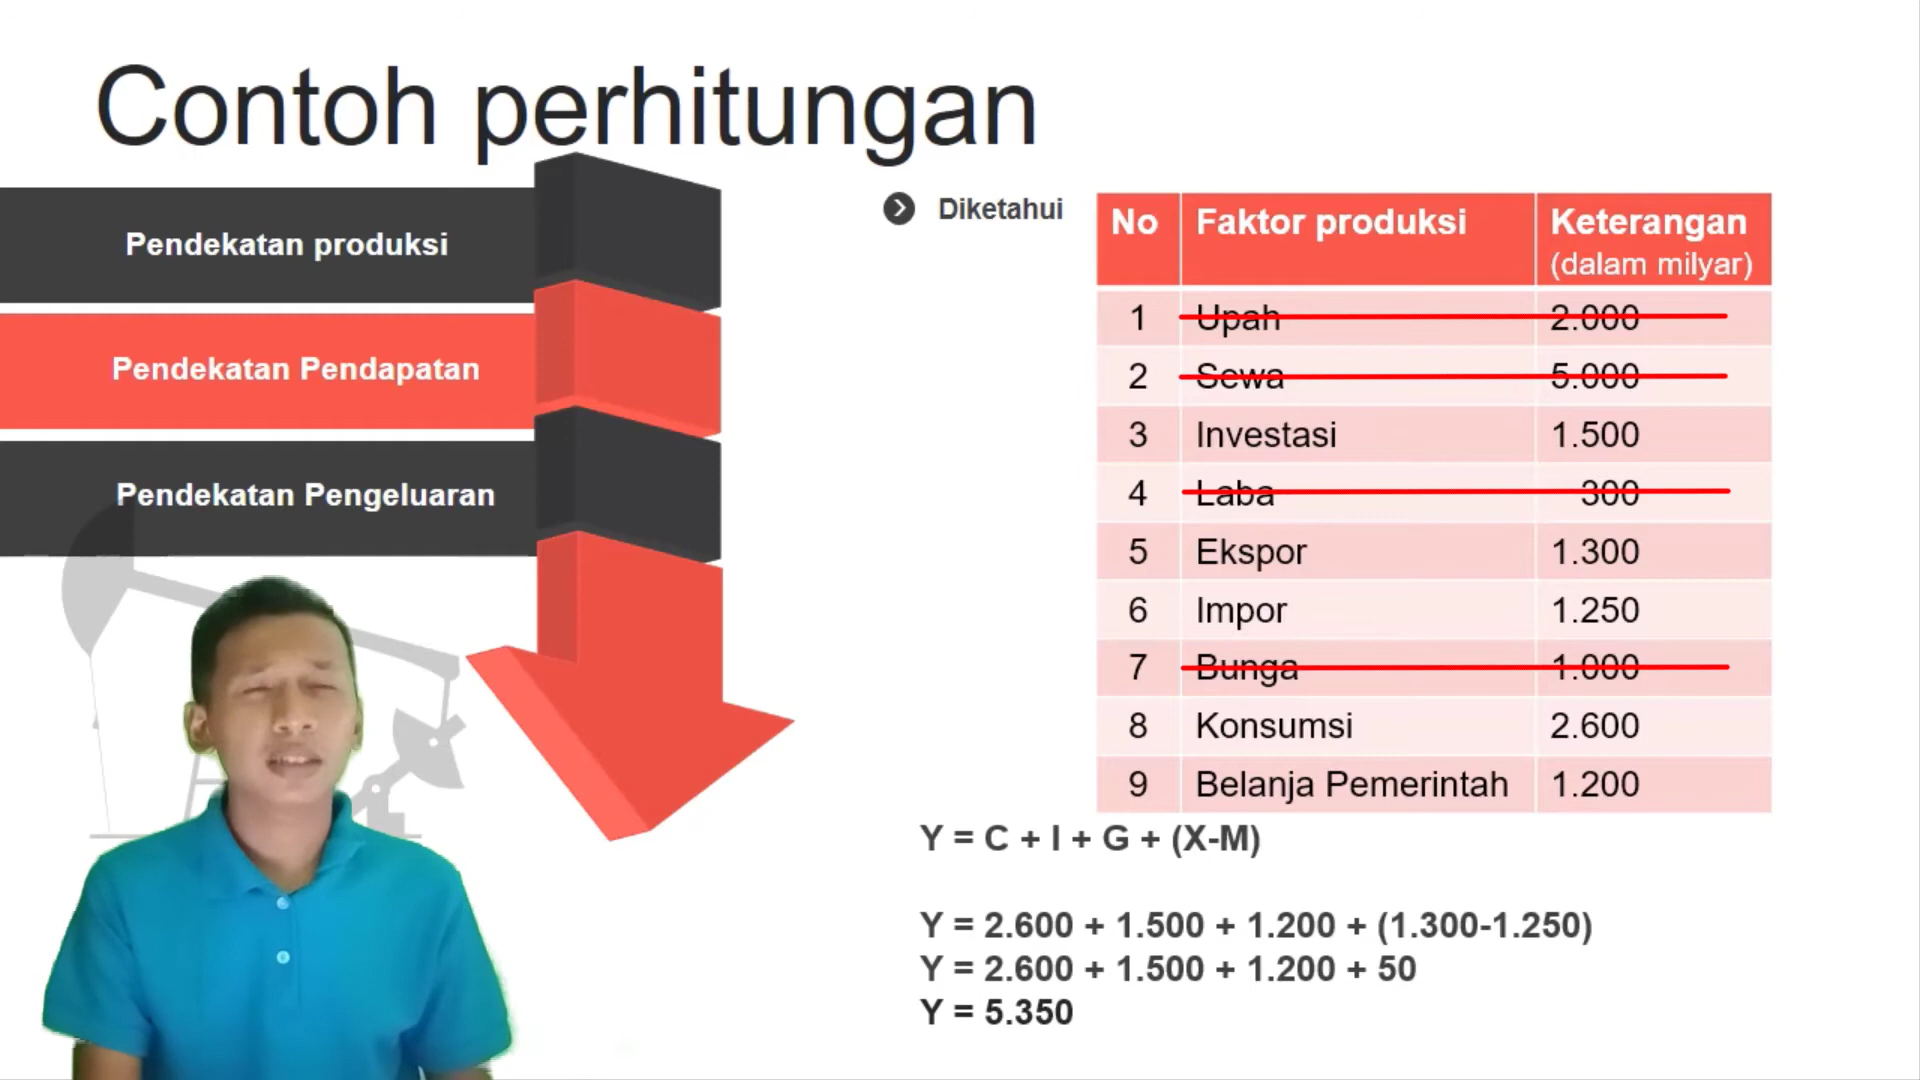 Contoh perhitungan
Pendekatan produksi
Pendekatan Pendapatan
Pendekatan Pengeluaran
Diketahui
No Faktor produksi Keterangan
(dalam milyar)
1 Upah 2.000
2 Sewa 5.000
3 Investasi 1.500
4 Laba 300
5 Ekspor 1.300
6 Impor 1.250
7 Bunga 1.000
8 Konsumsi 2.600
9 Belanja Pemerintah 1.200
Y = C + I + G + (X-M)
Y = 2.600 + 1.500 + 1.200 + (1.300-1.250)
Y = 2.600 + 1.500 + 1.200 + 50
Y = 5.350